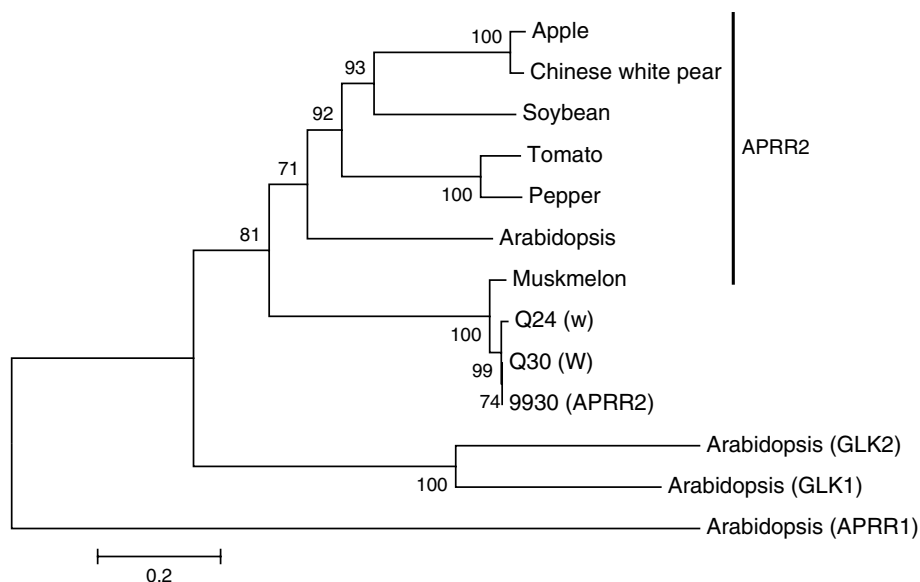 100
Apple
93
Chinese white pear
92
Soybean
71
Tomato
APRR2
100
Pepper
81
Arabidopsis
Muskmelon
100
Q24 (w)
99
Q30 (W)
74
9930 (APRR2)
Arabidopsis (GLK2)
100
Arabidopsis (GLK1)
Arabidopsis (APRR1)
0.2